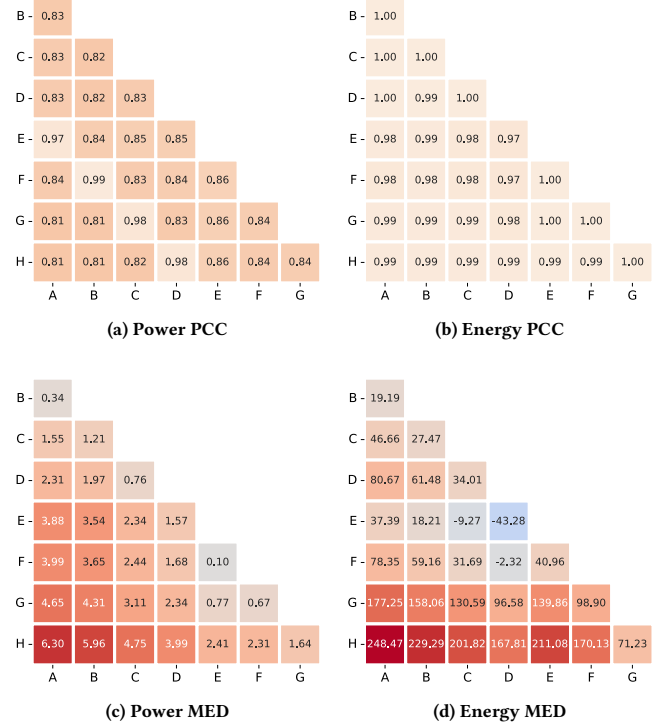 B - 0.83
C - 0.83 0.82
D - 0.83 0.82 0.83
E - 0.97 0.84 0.85 0.85
F - 0.84 0.99 0.83 0.84 0.86
G - 0.81 0.81 0.98 0.83 0.86 0.84
H - 0.81 0.81 0.82 0.98 0.86 0.84 0.84
A B C D E F G
(a) Power PCC
B - 1.00
C - 1.00 1.00
D - 1.00 0.99 1.00
E - 0.98 0.99 0.98 0.97
F - 0.98 0.98 0.98 0.97 1.00
G - 0.99 0.99 0.99 0.98 1.00 1.00
H - 0.99 0.99 0.99 0.99 0.99 0.99 1.00
A B C D E F G
(b) Energy PCC
B - 0.34
C - 1.55 1.21
D - 2.31 1.97 0.76
E - 3.88 3.54 2.34 1.57
F - 3.99 3.65 2.44 1.68 0.10
G - 4.65 4.31 3.11 2.34 0.77 0.67
H - 6.30 5.96 4.75 3.99 2.41 2.31 1.64
A B C D E F G
(c) Power MED
B - 19.19
C - 46.66 27.47
D - 80.67 61.48 34.01
E - 37.39 18.21 -9.27 -43.28
F - 78.35 59.16 31.69 -2.32 40.96
G - 177.25 158.06 130.59 96.58 139.86 98.90
H - 248.47 229.29 201.82 167.81 211.08 170.13 71.23
A B C D E F G
(d) Energy MED